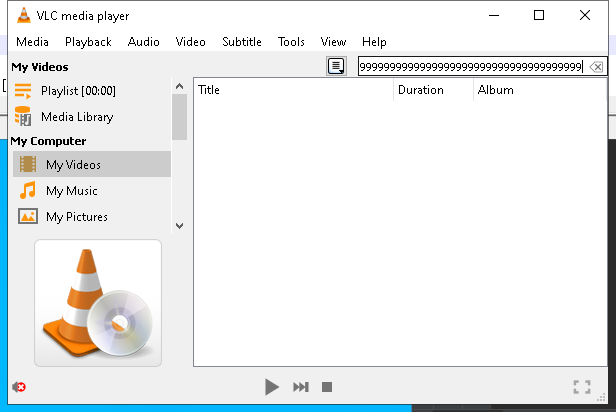 VLC media player
Media Playback Audio Video Subtitle Tools View Help
My Videos
9999999999999999999999999999999999999
Playlist [00:00]
Media Library
My Computer
My Videos
My Music
My Pictures
Title Duration Album